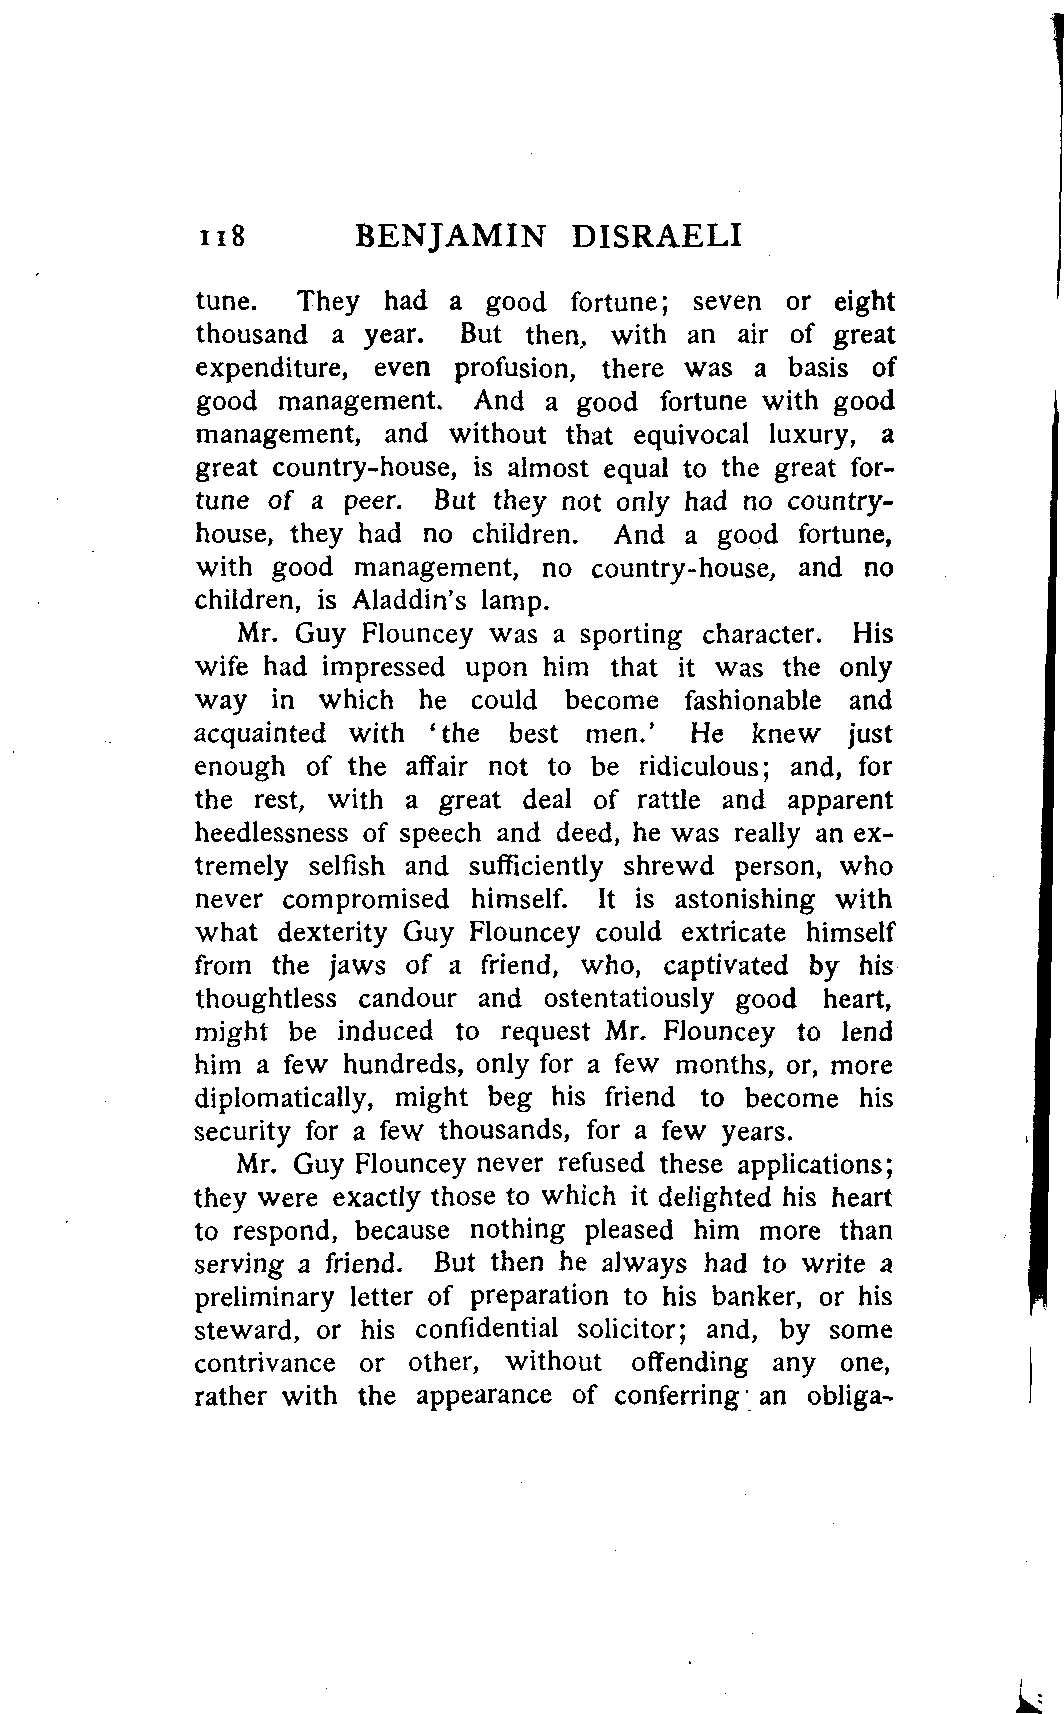 118 BENJAMIN DISRAELI
tune. They had a good fortune; seven or eight
thousand a year. But then, with an air of great
expenditure, even profusion, there was a basis of
good management. And a good fortune with good
management, and without that equivocal luxury, a
great country-house, is almost equal to the great for-
tune of a peer. But they not only had no country-
house, they had no children. And a good fortune,
with good management, no country-house, and no
children, is Aladdin's lamp.
Mr. Guy Flouncey was a sporting character. His
wife had impressed upon him that it was the only
way in which he could become fashionable and
acquainted with 'the best men.' He knew just
enough of the affair not to be ridiculous; and, for
the rest, with a great deal of rattle and apparent
heedlessness of speech and deed, he was really an ex-
tremely selfish and sufficiently shrewd person, who
never compromised himself. It is astonishing with
what dexterity Guy Flouncey could extricate himself
from the jaws of a friend, who, captivated by his
thoughtless candour and ostentatiously good heart,
might be induced to request Mr. Flouncey to lend
him a few hundreds, only for a few months, or, more
diplomatically, might beg his friend to become his
security for a few thousands, for a few years.
Mr. Guy Flouncey never refused these applications;
they were exactly those to which it delighted his heart
to respond, because nothing pleased him more than
serving a friend. But then he always had to write a
preliminary letter of preparation to his banker, or his
steward, or his confidential solicitor; and, by some
contrivance or other, without offending any one,
rather with the appearance of conferring an obliga-